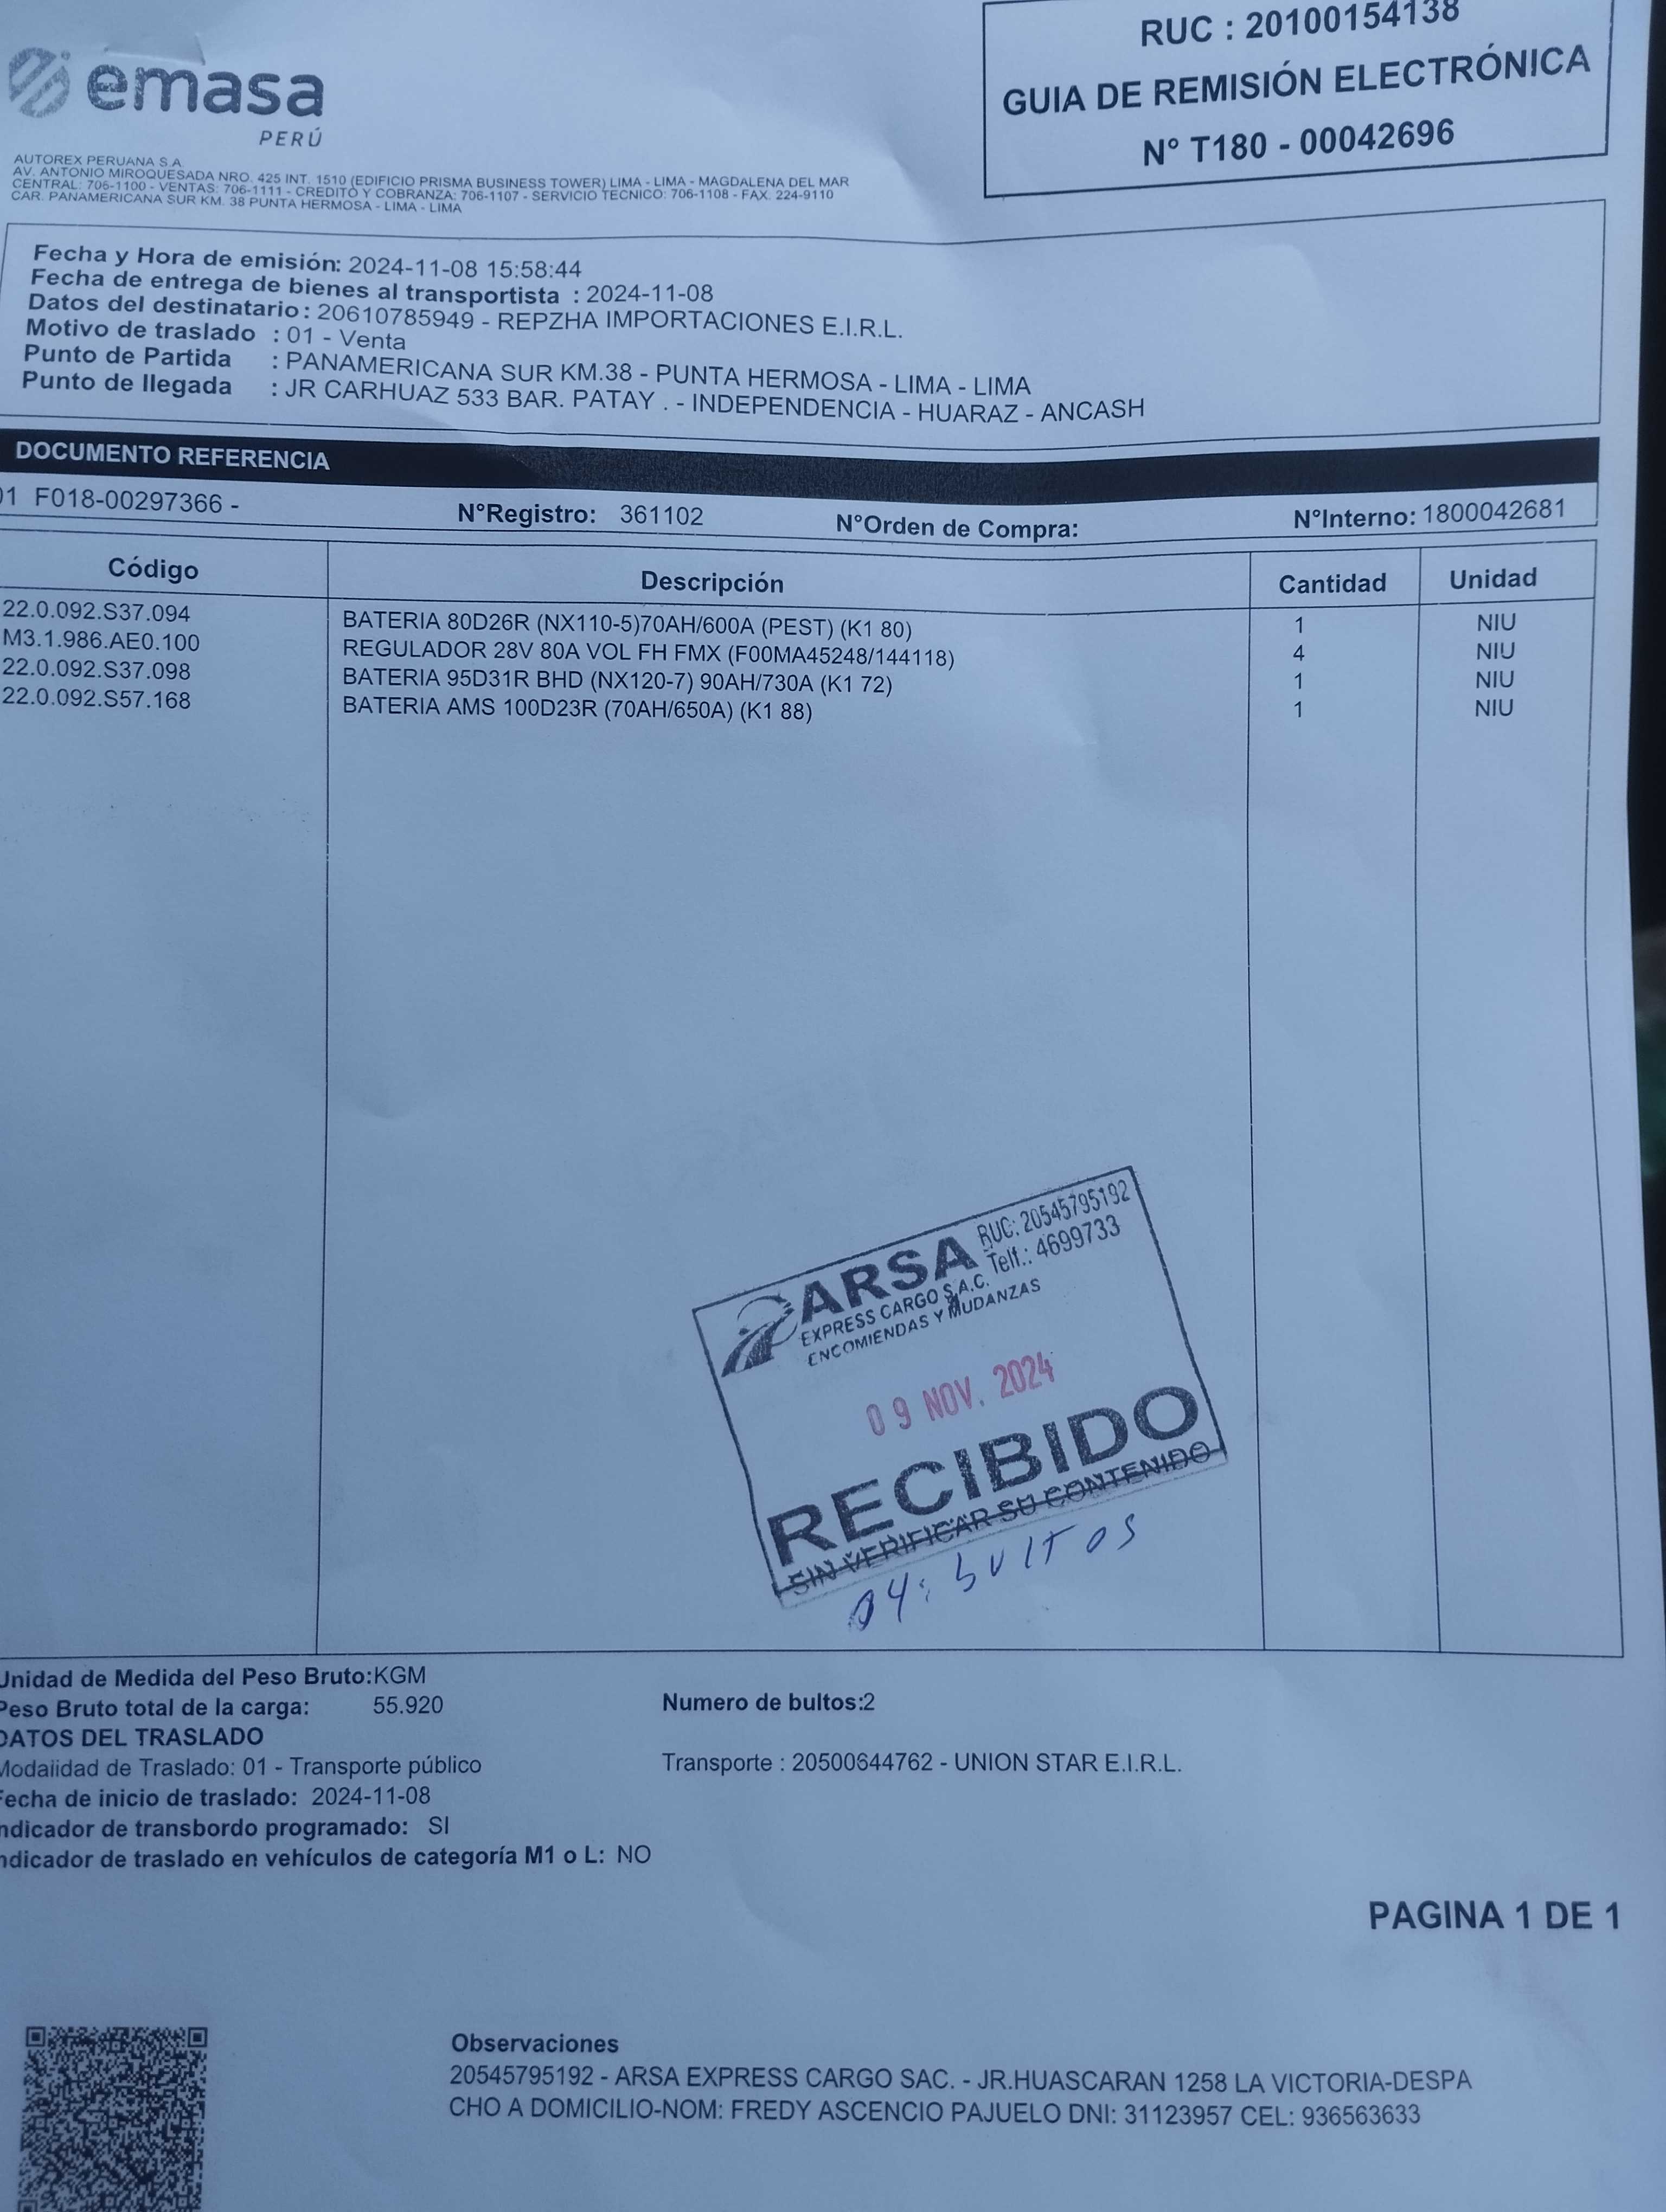 RUC : 20100154138
GUIA DE REMISIÓN ELECTRÓNICA
N° T180 - 00042696
emasa
PERÚ
AUTOREX PERUANA S.A.
AV. ANTONIO MIROQUESADA NRO. 425 INT. 1510 (EDIFICIO PRISMA BUSINESS TOWER) LIMA - LIMA - MAGDALENA DEL MAR
CENTRAL: 706-1100 - VENTAS: 706-1111 - CREDITO Y COBRANZA: 706-1107 - SERVICIO TECNICO: 706-1108 - FAX. 224-9110
CAR. PANAMERICANA SUR KM. 38 PUNTA HERMOSA - LIMA - LIMA
Fecha y Hora de emisión: 2024-11-08 15:58:44
Fecha de entrega de bienes al transportista : 2024-11-08
Datos del destinatario : 20610785949 - REPZHA IMPORTACIONES E.I.R.L.
Motivo de traslado : 01 - Venta
Punto de Partida : PANAMERICANA SUR KM.38 - PUNTA HERMOSA - LIMA - LIMA
Punto de llegada : JR CARHUAZ 533 BAR. PATAY . - INDEPENDENCIA - HUARAZ - ANCASH
DOCUMENTO REFERENCIA
01 F018-00297366 - N°Registro: 361102 N°Orden de Compra: N°Interno: 1800042681
Código Descripción Cantidad Unidad
22.0.092.S37.094 BATERIA 80D26R (NX110-5)70AH/600A (PEST) (K1 80) 1 NIU
M3.1.986.AE0.100 REGULADOR 28V 80A VOL FH FMX (F00MA45248/144118) 4 NIU
22.0.092.S37.098 BATERIA 95D31R BHD (NX120-7) 90AH/730A (K1 72) 1 NIU
22.0.092.S57.168 BATERIA AMS 100D23R (70AH/650A) (K1 88) 1 NIU
ARSA RUC: 20545795192
EXPRESS CARGO S.A.C. Telf.: 4699733
ENCOMIENDAS Y MUDANZAS
09 NOV. 2024
RECIBIDO
SIN VERIFICAR SU CONTENIDO
04: bultos
Unidad de Medida del Peso Bruto:KGM
Peso Bruto total de la carga: 55.920 Numero de bultos:2
DATOS DEL TRASLADO
Modalidad de Traslado: 01 - Transporte público Transporte : 20500644762 - UNION STAR E.I.R.L.
Fecha de inicio de traslado: 2024-11-08
Indicador de transbordo programado: SI
Indicador de traslado en vehículos de categoría M1 o L: NO
PAGINA 1 DE 1
Observaciones
20545795192 - ARSA EXPRESS CARGO SAC. - JR.HUASCARAN 1258 LA VICTORIA-DESPA
CHO A DOMICILIO-NOM: FREDY ASCENCIO PAJUELO DNI: 31123957 CEL: 936563633